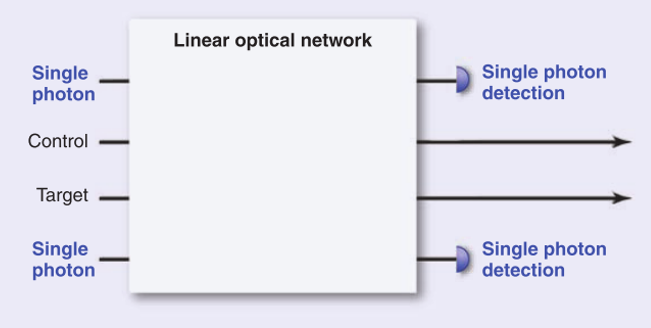 Linear optical network
Single
photon
Single photon
detection
Control
Target
Single
photon
Single photon
detection